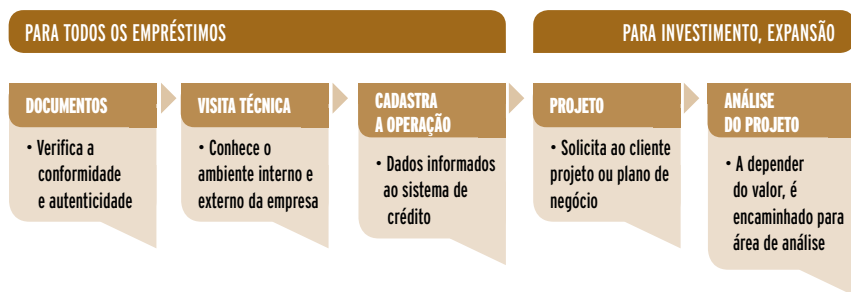 PARA TODOS OS EMPRÉSTIMOS
PARA INVESTIMENTO, EXPANSÃO
DOCUMENTOS
• Verifica a
conformidade
e autenticidade
VISITA TÉCNICA
• Conhece o
ambiente interno e
externo da empresa
CADASTRA
A OPERAÇÃO
• Dados informados
ao sistema de
crédito
PROJETO
• Solicita ao cliente
projeto ou plano de
negócio
ANÁLISE
DO PROJETO
• A depender
do valor, é
encaminhado para
área de análise